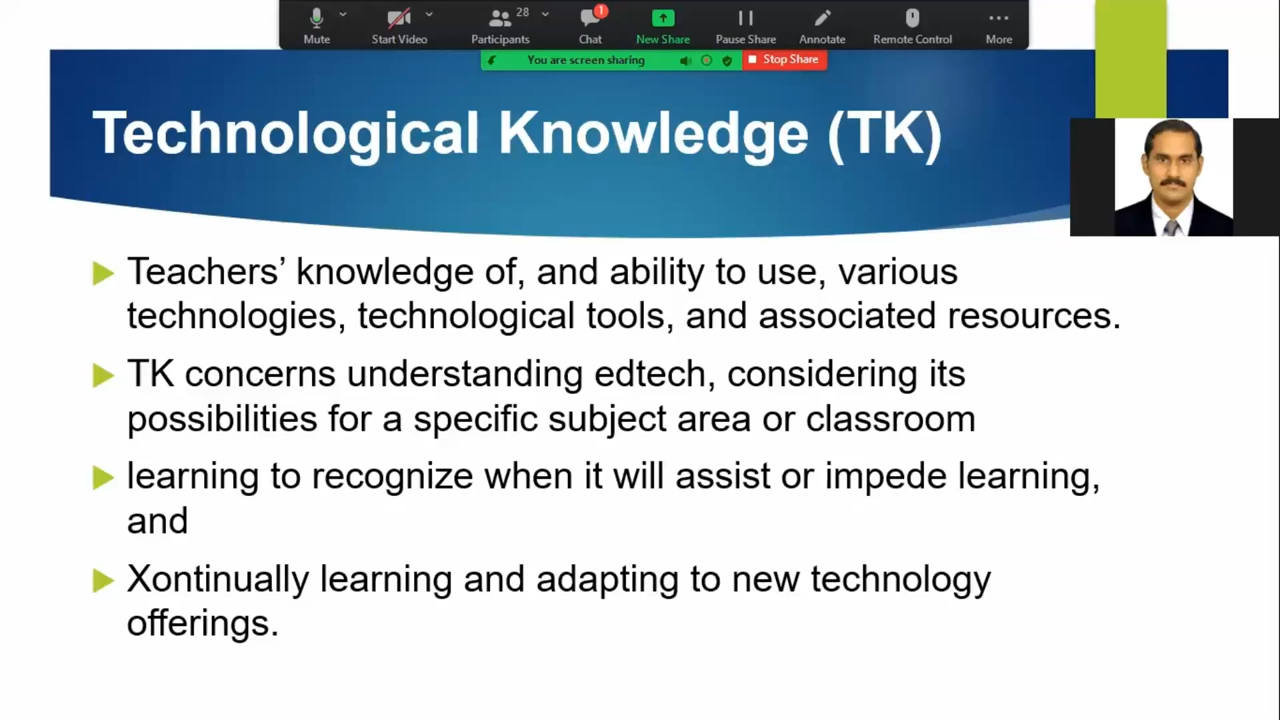 28
1
Mute
Start Video
Participants
Chat
New Share
Pause Share
Annotate
Remote Control
More
You are screen sharing
Stop Share
Technological Knowledge (TK)
Teachers’ knowledge of, and ability to use, various
technologies, technological tools, and associated resources.
TK concerns understanding edtech, considering its
possibilities for a specific subject area or classroom
learning to recognize when it will assist or impede learning,
and
Xontinually learning and adapting to new technology
offerings.